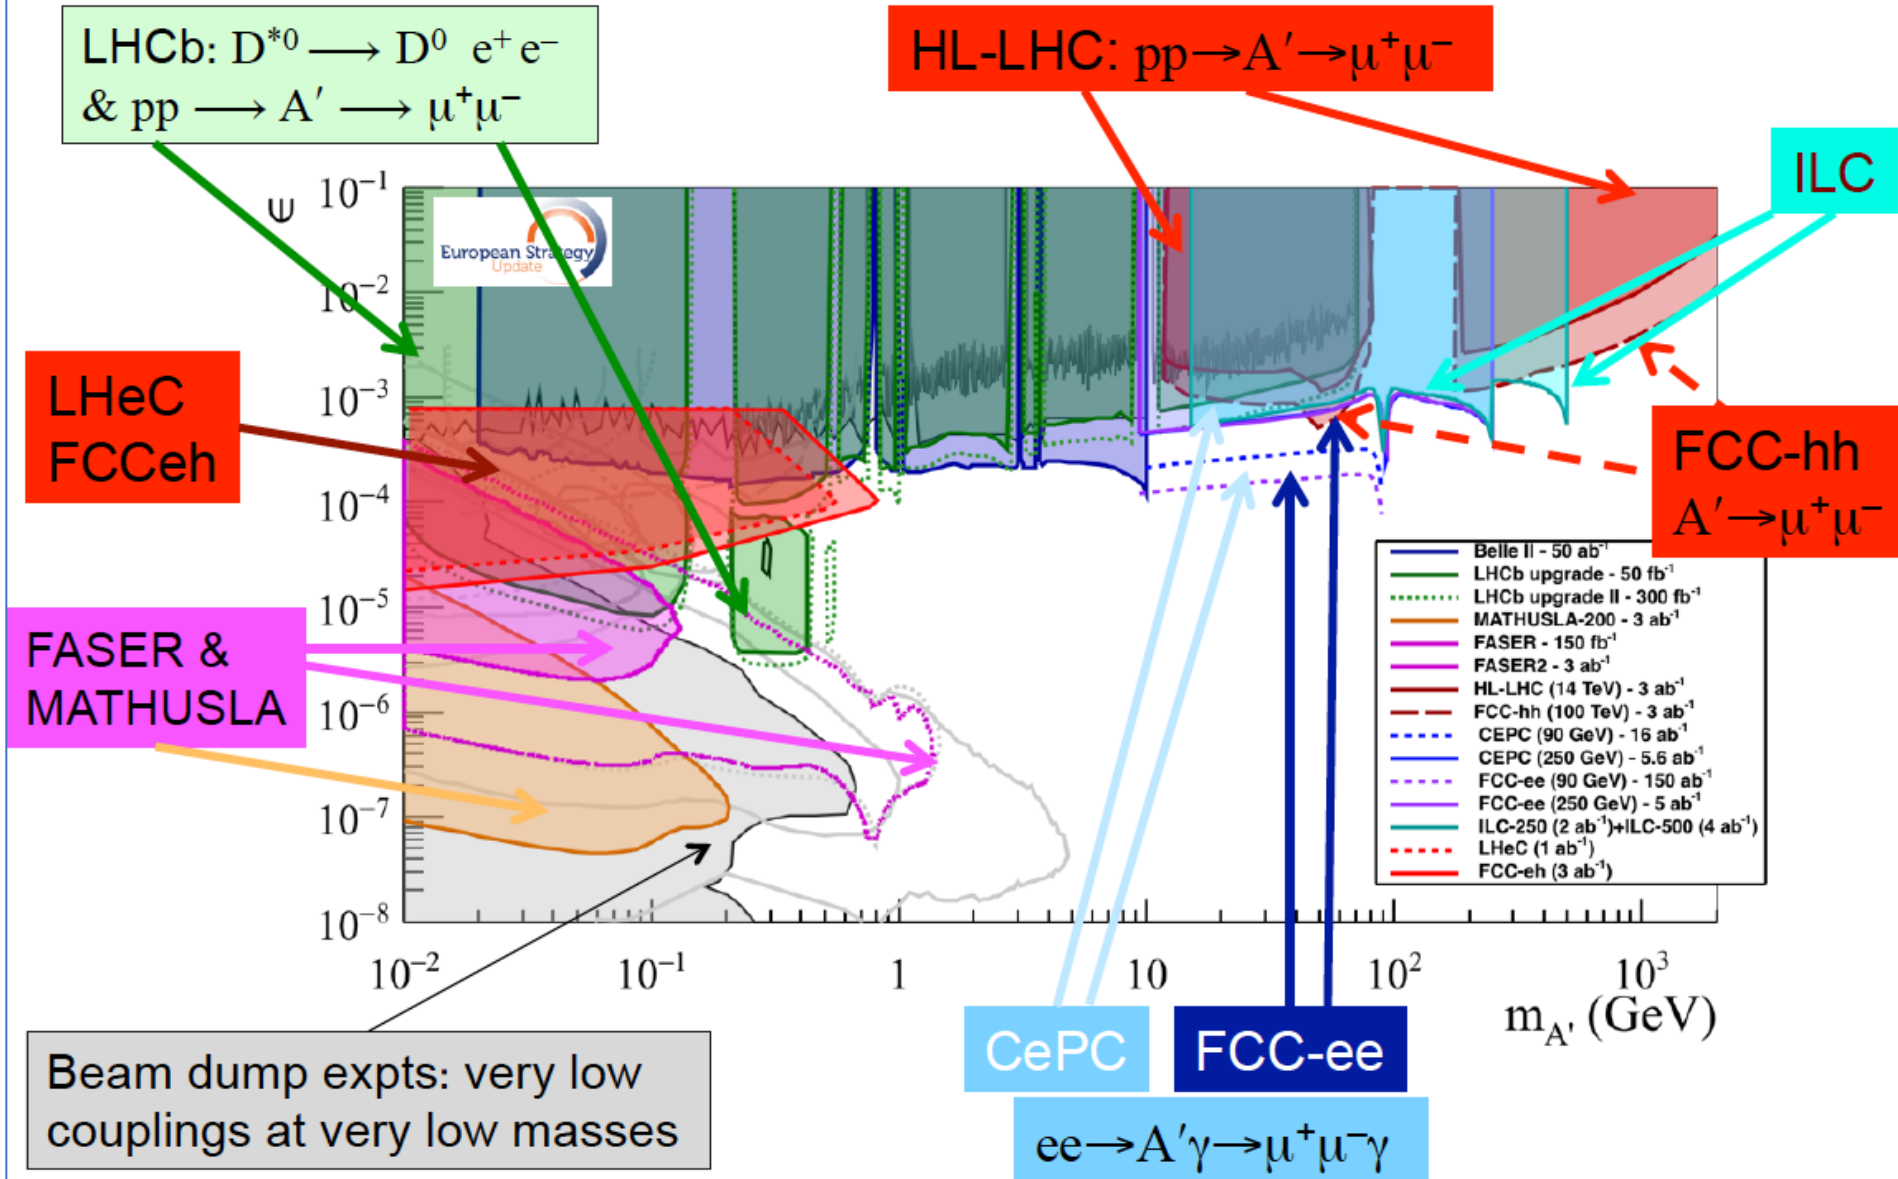 LHCb: D*⁰ ⟶ D⁰ e⁺ e⁻
& pp ⟶ A′ ⟶ μ⁺μ⁻
HL-LHC: pp→A′→μ⁺μ⁻
ILC
European Strategy
Update
ϵ
10⁻¹
10⁻²
10⁻³
10⁻⁴
10⁻⁵
10⁻⁶
10⁻⁷
10⁻⁸
LHeC
FCCeh
FCC-hh
A′→μ⁺μ⁻
FASER &
MATHUSLA
Belle II - 50 ab⁻¹
LHCb upgrade - 50 fb⁻¹
LHCb upgrade II - 300 fb⁻¹
MATHUSLA-200 - 3 ab⁻¹
FASER - 150 fb⁻¹
FASER2 - 3 ab⁻¹
HL-LHC (14 TeV) - 3 ab⁻¹
FCC-hh (100 TeV) - 3 ab⁻¹
CEPC (90 GeV) - 16 ab⁻¹
CEPC (250 GeV) - 5.6 ab⁻¹
FCC-ee (90 GeV) - 150 ab⁻¹
FCC-ee (250 GeV) - 5 ab⁻¹
ILC-250 (2 ab⁻¹)+ILC-500 (4 ab⁻¹)
LHeC (1 ab⁻¹)
FCC-eh (3 ab⁻¹)
10⁻² 10⁻¹ 1 10 10² 10³
m_A′ (GeV)
CePC
FCC-ee
ee→A′γ→μ⁺μ⁻γ
Beam dump expts: very low
couplings at very low masses